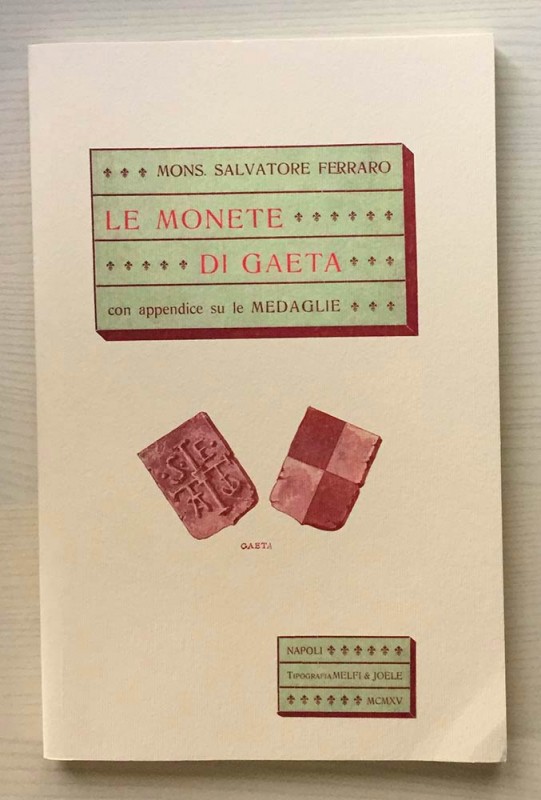 MONS. SALVATORE FERRARO
LE MONETE
DI GAETA
con appendice su le MEDAGLIE
GAETA
NAPOLI
TIPOGRAFIA MELFI & JOELE
MCMXV